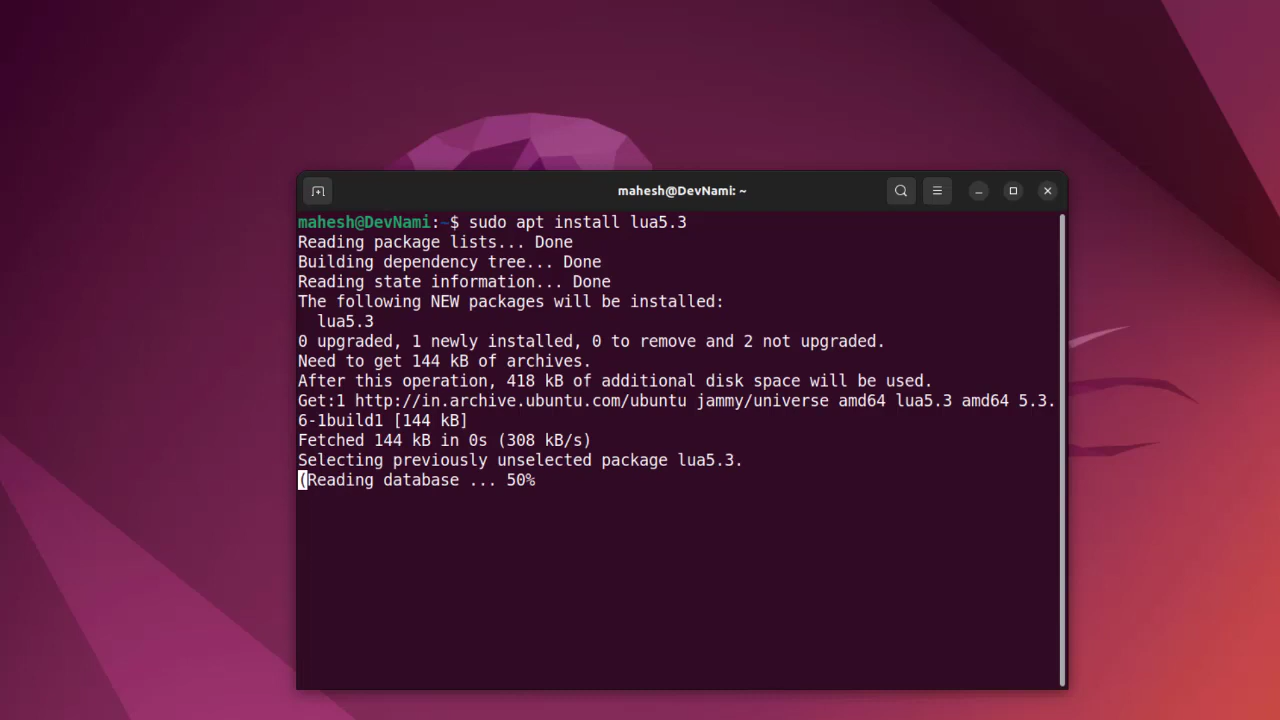 mahesh@DevNami: ~
mahesh@DevNami:~$ sudo apt install lua5.3
Reading package lists... Done
Building dependency tree... Done
Reading state information... Done
The following NEW packages will be installed:
  lua5.3
0 upgraded, 1 newly installed, 0 to remove and 2 not upgraded.
Need to get 144 kB of archives.
After this operation, 418 kB of additional disk space will be used.
Get:1 http://in.archive.ubuntu.com/ubuntu jammy/universe amd64 lua5.3 amd64 5.3.
6-1build1 [144 kB]
Fetched 144 kB in 0s (308 kB/s)
Selecting previously unselected package lua5.3.
(Reading database ... 50%